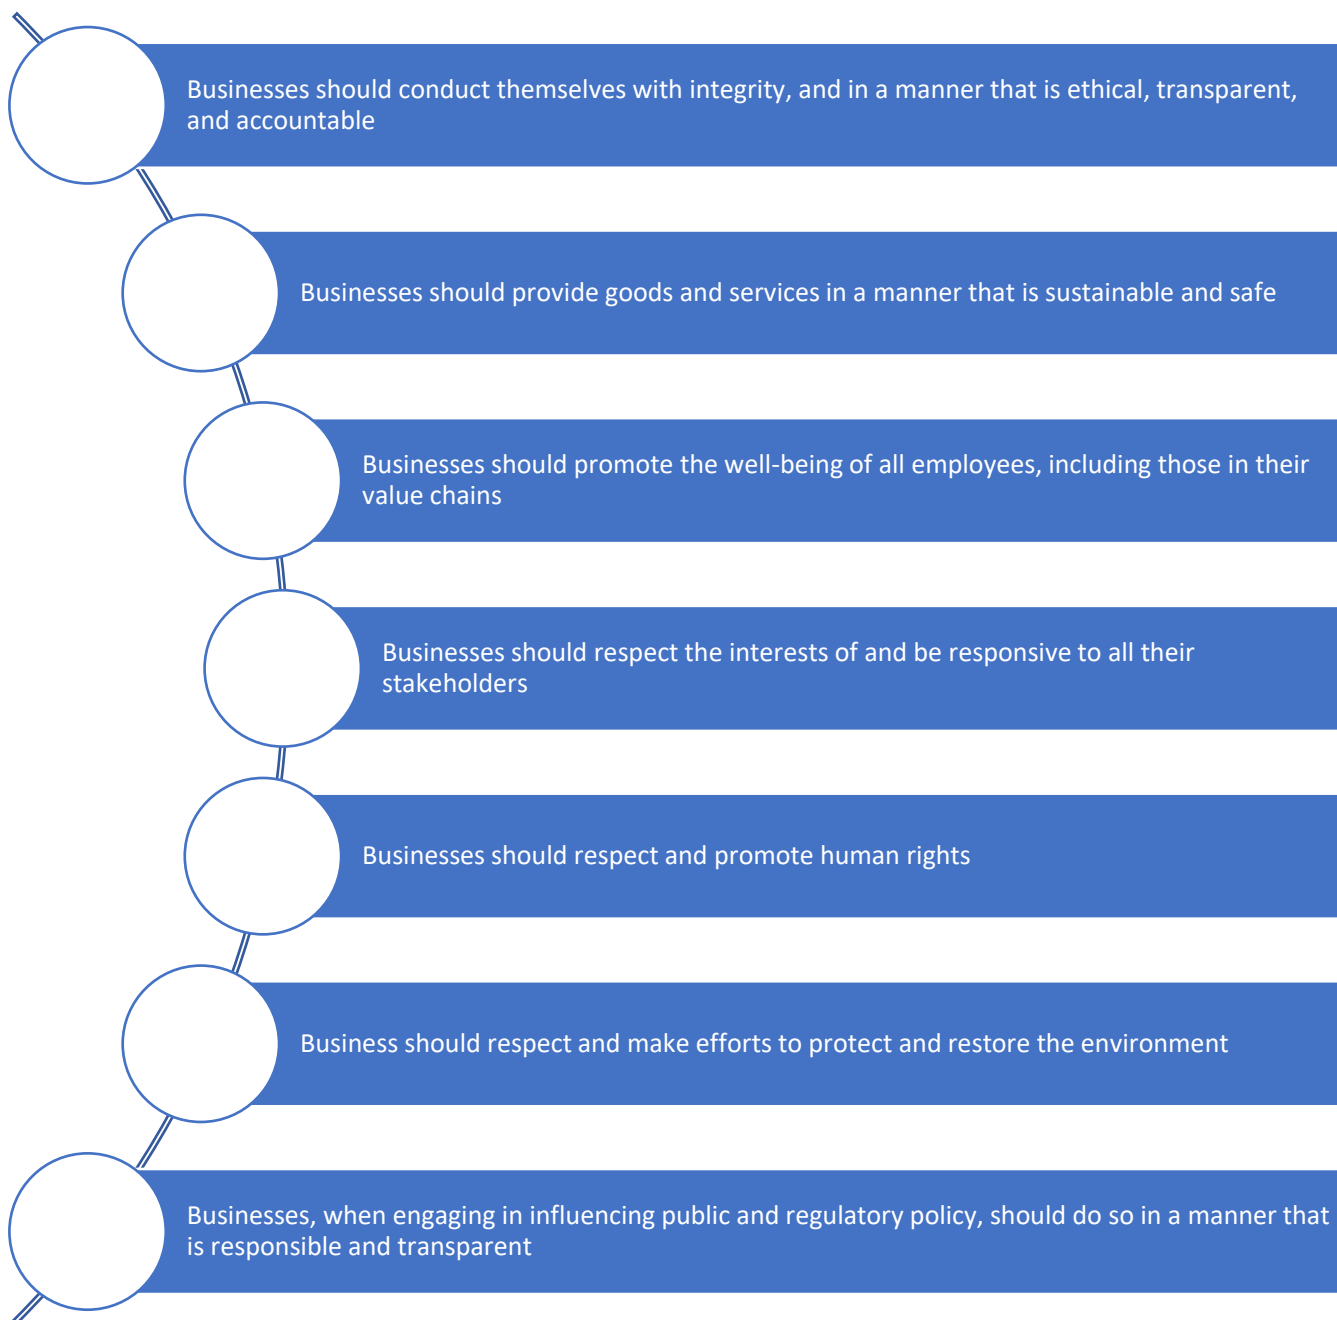 Businesses should conduct themselves with integrity, and in a manner that is ethical, transparent,
and accountable
Businesses should provide goods and services in a manner that is sustainable and safe
Businesses should promote the well-being of all employees, including those in their
value chains
Businesses should respect the interests of and be responsive to all their
stakeholders
Businesses should respect and promote human rights
Business should respect and make efforts to protect and restore the environment
Businesses, when engaging in influencing public and regulatory policy, should do so in a manner that
is responsible and transparent